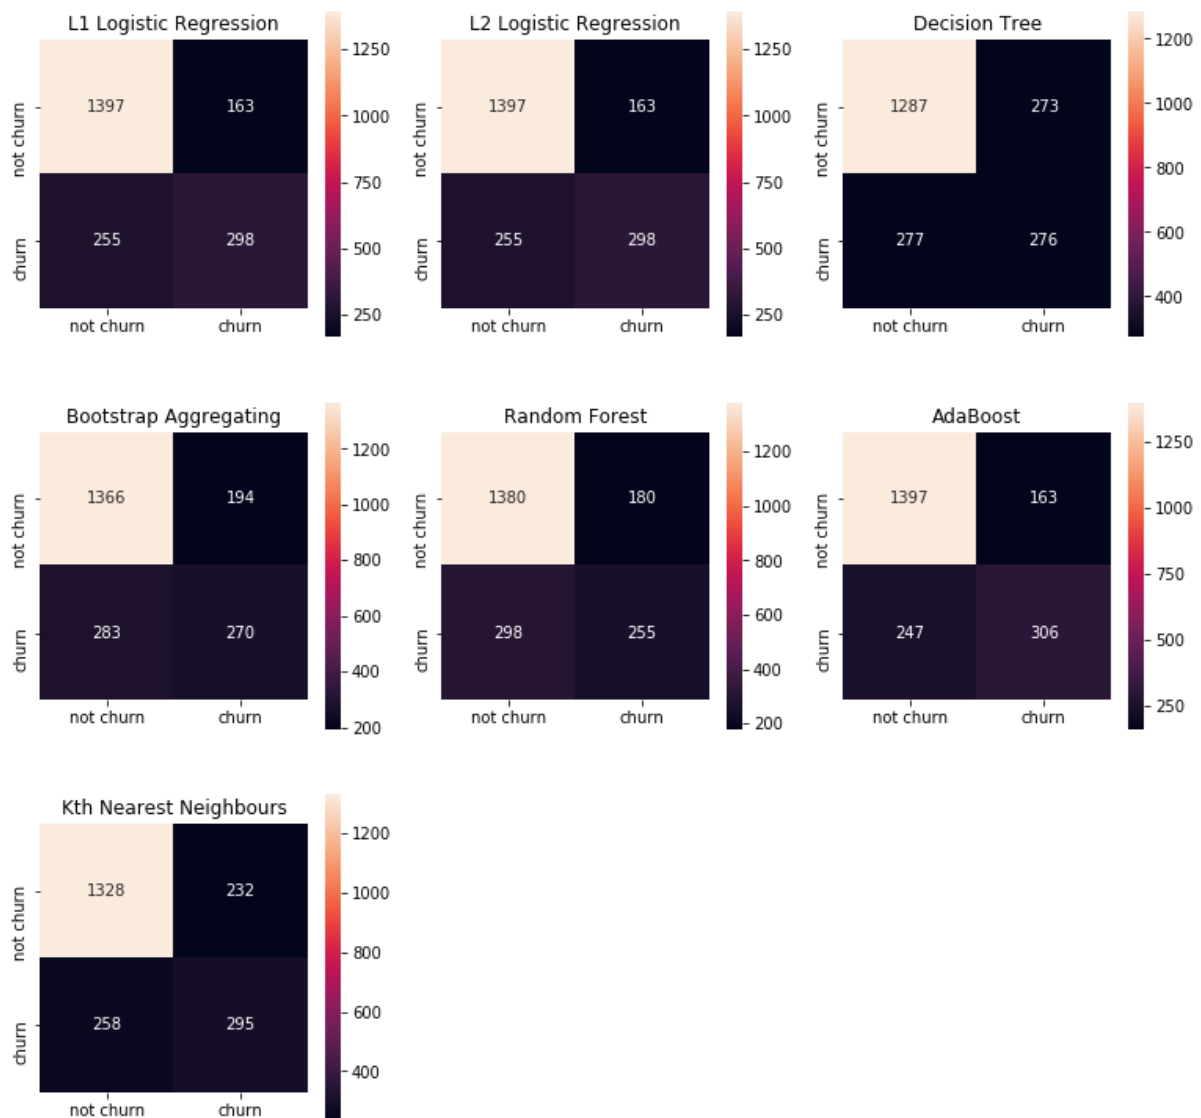 L1 Logistic Regression
not churn
churn
1397 163
255 298
not churn churn
1250
1000
750
500
250
L2 Logistic Regression
not churn
churn
1397 163
255 298
not churn churn
1250
1000
750
500
250
Decision Tree
not churn
churn
1287 273
277 276
not churn churn
1200
1000
800
600
400
Bootstrap Aggregating
not churn
churn
1366 194
283 270
not churn churn
1200
1000
800
600
400
200
Random Forest
not churn
churn
1380 180
298 255
not churn churn
1200
1000
800
600
400
200
AdaBoost
not churn
churn
1397 163
247 306
not churn churn
1250
1000
750
500
250
Kth Nearest Neighbours
not churn
churn
1328 232
258 295
not churn churn
1200
1000
800
600
400